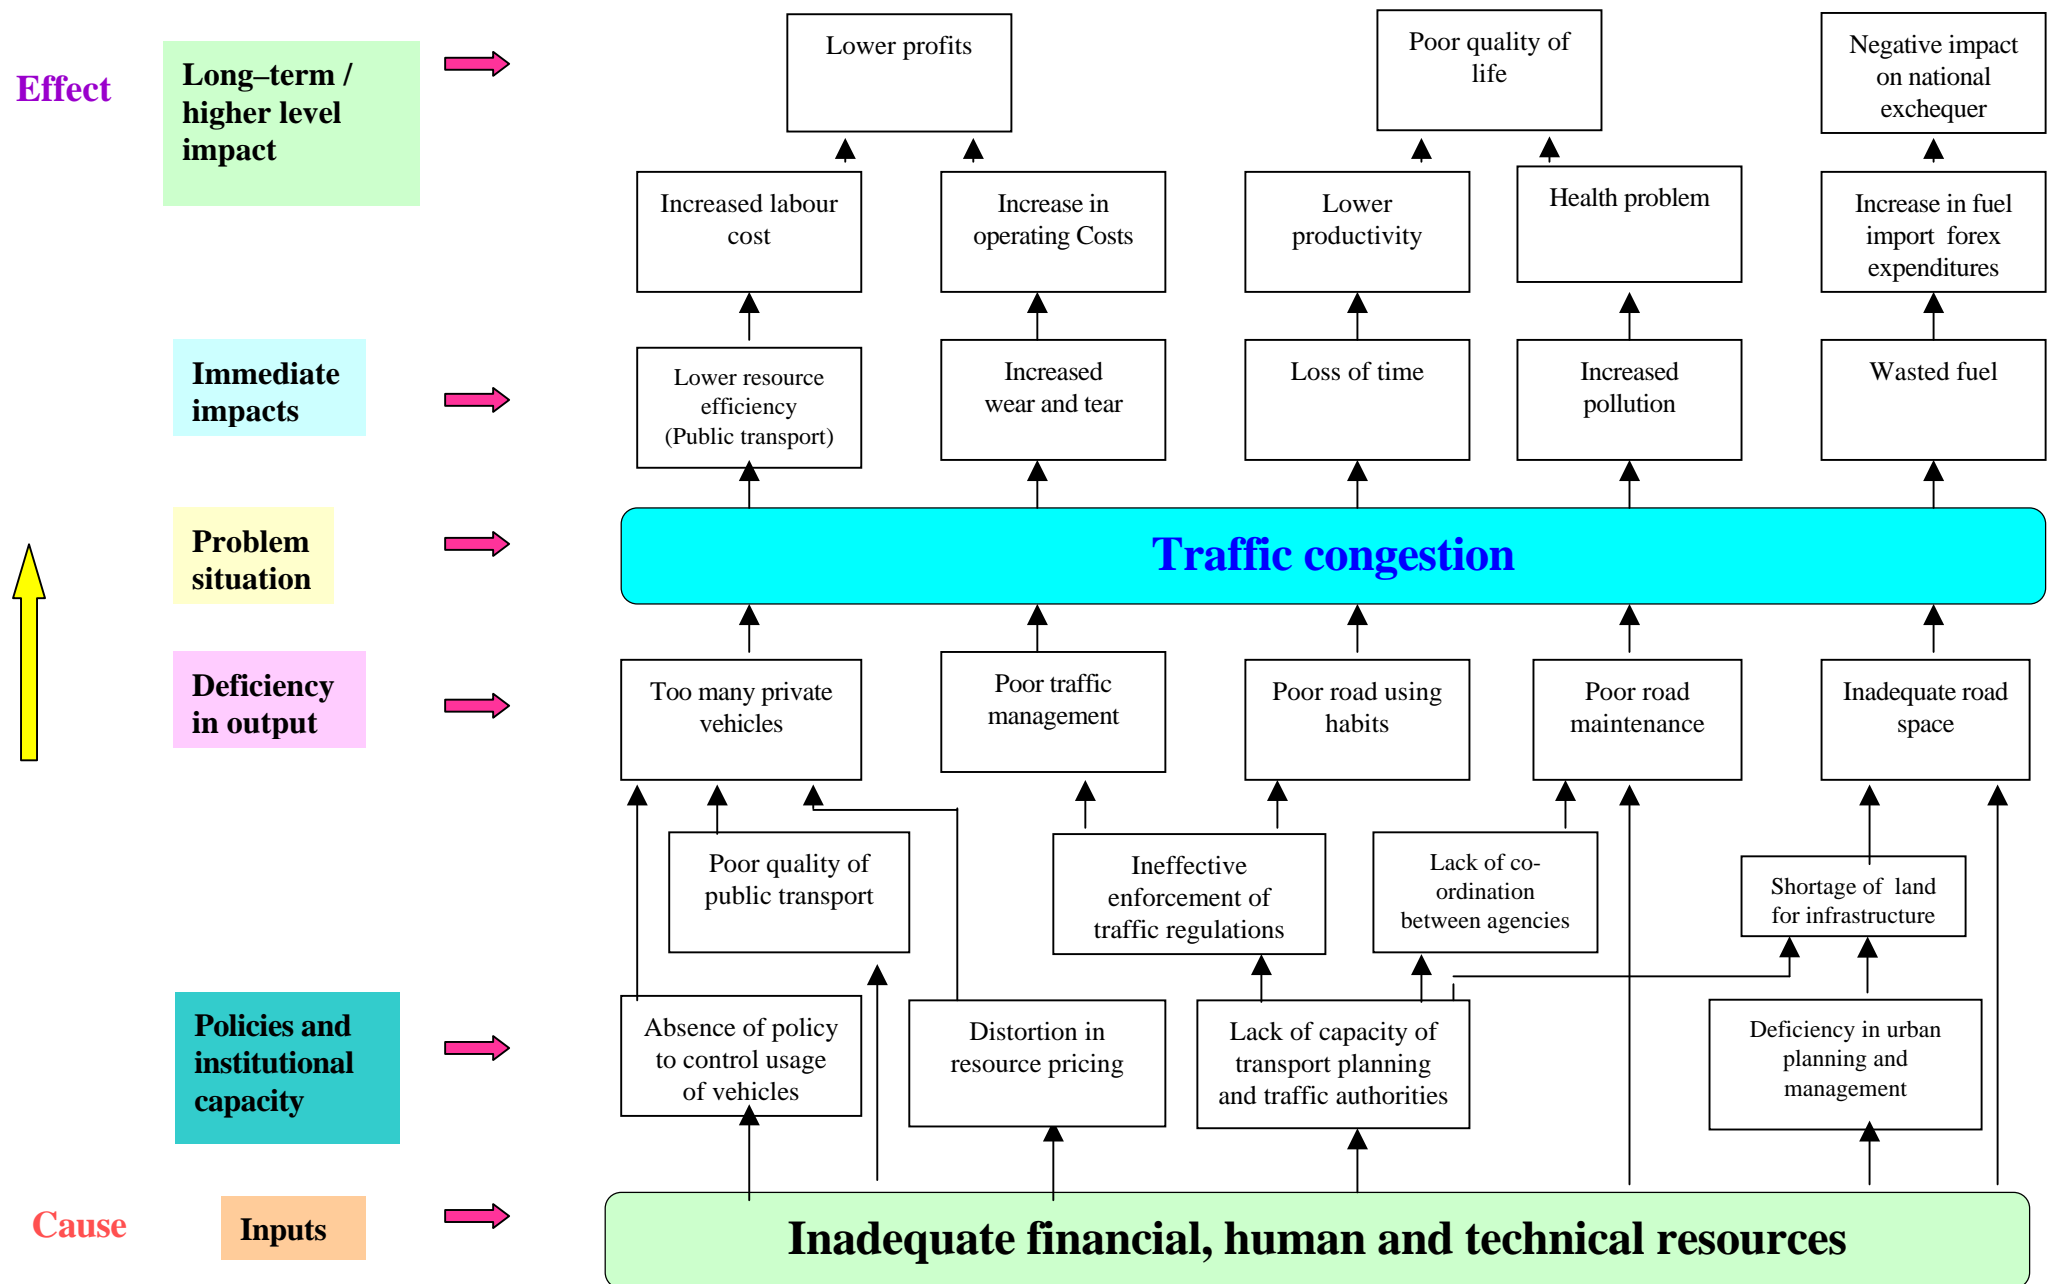 Effect
Long–term /
higher level
impact
Lower profits
Poor quality of
life
Negative impact
on national
exchequer
Increased labour
cost
Increase in
operating Costs
Lower
productivity
Health problem
Increase in fuel
import forex
expenditures
Immediate
impacts
Lower resource
efficiency
(Public transport)
Increased
wear and tear
Loss of time
Increased
pollution
Wasted fuel
Problem
situation
Traffic congestion
Deficiency
in output
Too many private
vehicles
Poor traffic
management
Poor road using
habits
Poor road
maintenance
Inadequate road
space
Poor quality of
public transport
Ineffective
enforcement of
traffic regulations
Lack of co-
ordination
between agencies
Shortage of land
for infrastructure
Policies and
institutional
capacity
Absence of policy
to control usage
of vehicles
Distortion in
resource pricing
Lack of capacity of
transport planning
and traffic authorities
Deficiency in urban
planning and
management
Cause
Inputs
Inadequate financial, human and technical resources